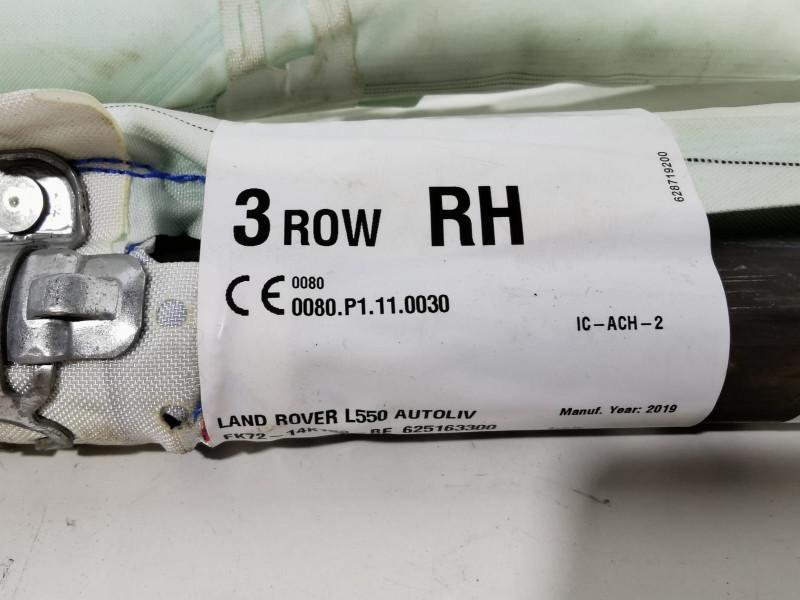 3 ROW RH
628719200
CE 0080
0080.P1.11.0030
IC-ACH-2
LAND ROVER L550 AUTOLIV
Manuf. Year: 2019
625163300